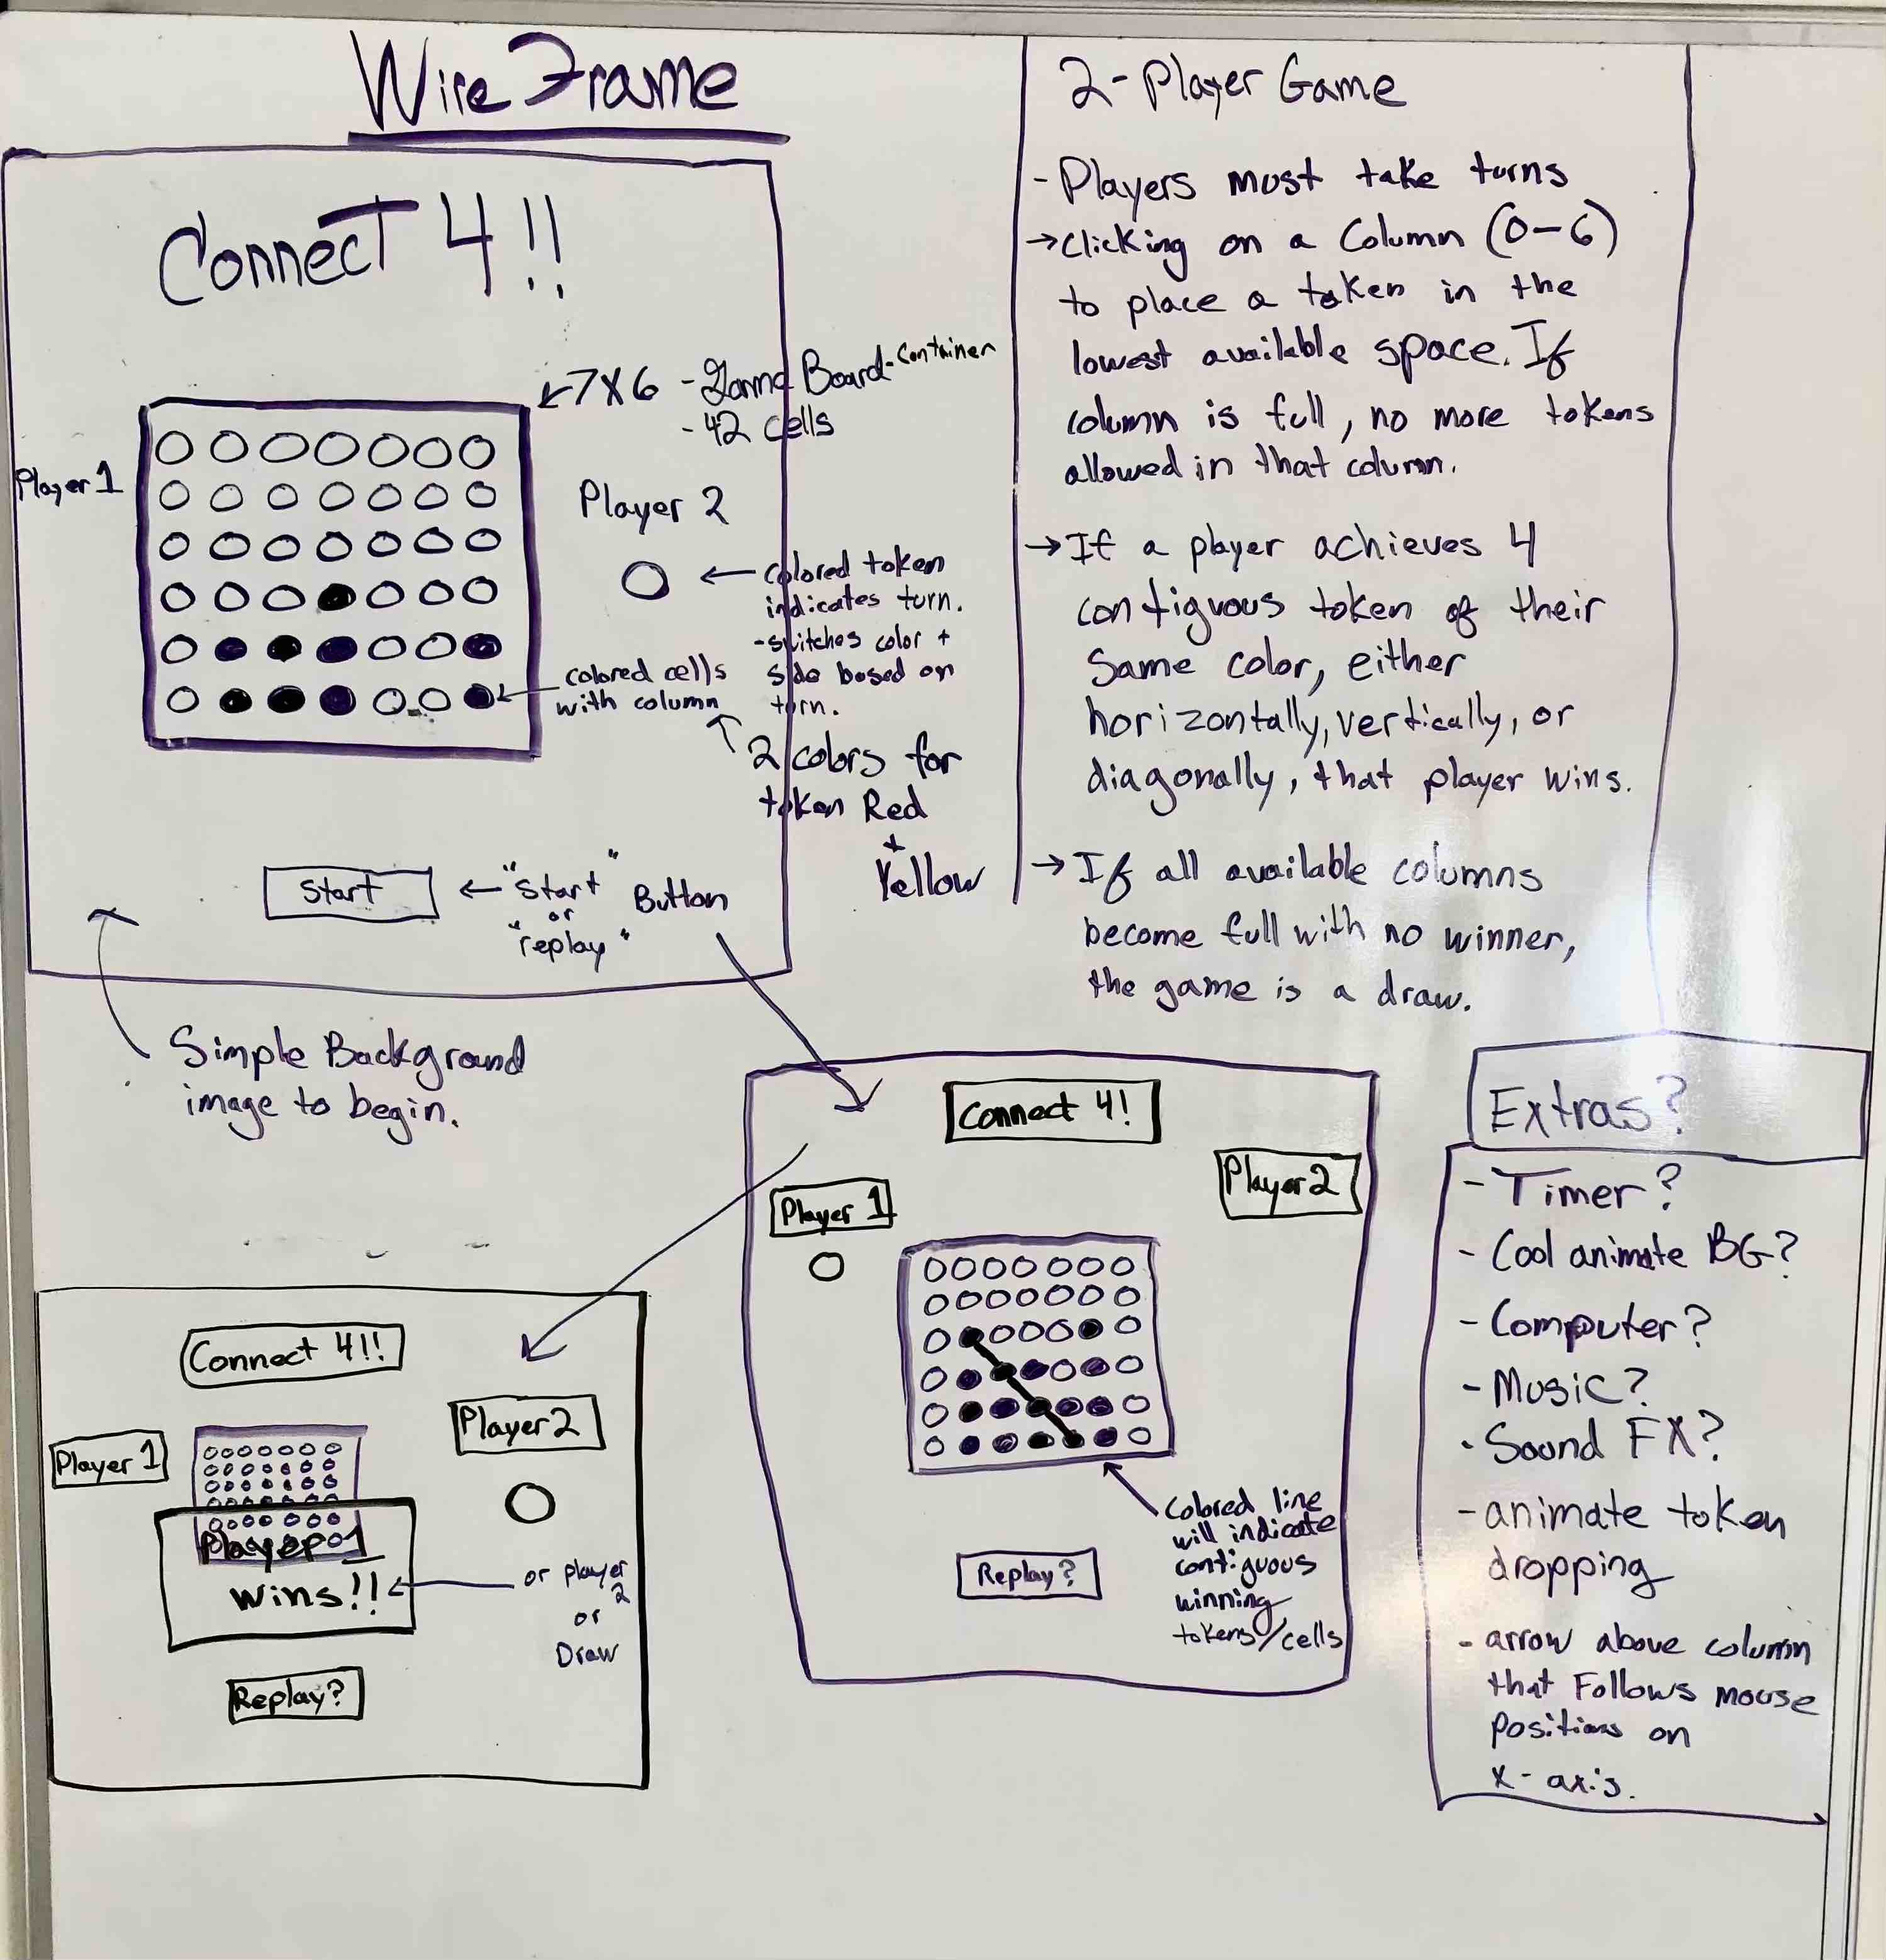 Wire Frame
Connect 4!!
7X6 - Game Board - Container
- 42 cells
Player 1
Player 2
← colored token
indicates turn.
- switches color +
side based on
turn.
colored cells
with column
2 colors for
token Red
+
Yellow
Start
← "Start" Button
or
"replay"
Simple Background
image to begin.
2-Player Game
- Players must take turns
→ Clicking on a Column (0-6)
to place a token in the
lowest available space. If
column is full, no more tokens
allowed in that column.
→ If a player achieves 4
contiguous token of their
Same color, either
horizontally, vertically, or
diagonally, that player wins.
→ If all available columns
become full with no winner,
the game is a draw.
Connect 4!
Player 1
Player 2
Colored line
will indicate
contiguous
winning
tokens/cells
Replay?
Connect 4!!
Player 1
Player 2
Player 1
Wins!!
or player
2
or
Draw
Replay?
Extras?
- Timer?
- Cool animate BG?
- Computer?
- Music?
- Sound FX?
- animate token
dropping
- arrow above column
that Follows mouse
positions on
x-axis.